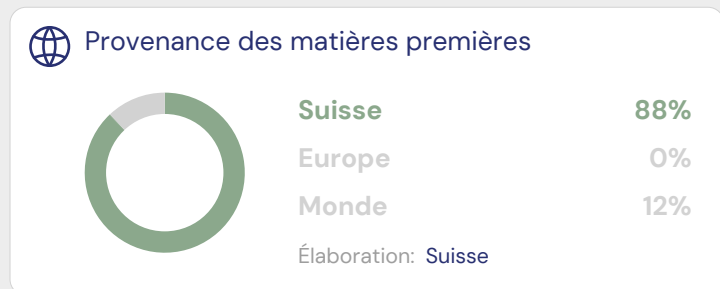 Provenance des matières premières
Suisse 88%
Europe 0%
Monde 12%
Élaboration: Suisse